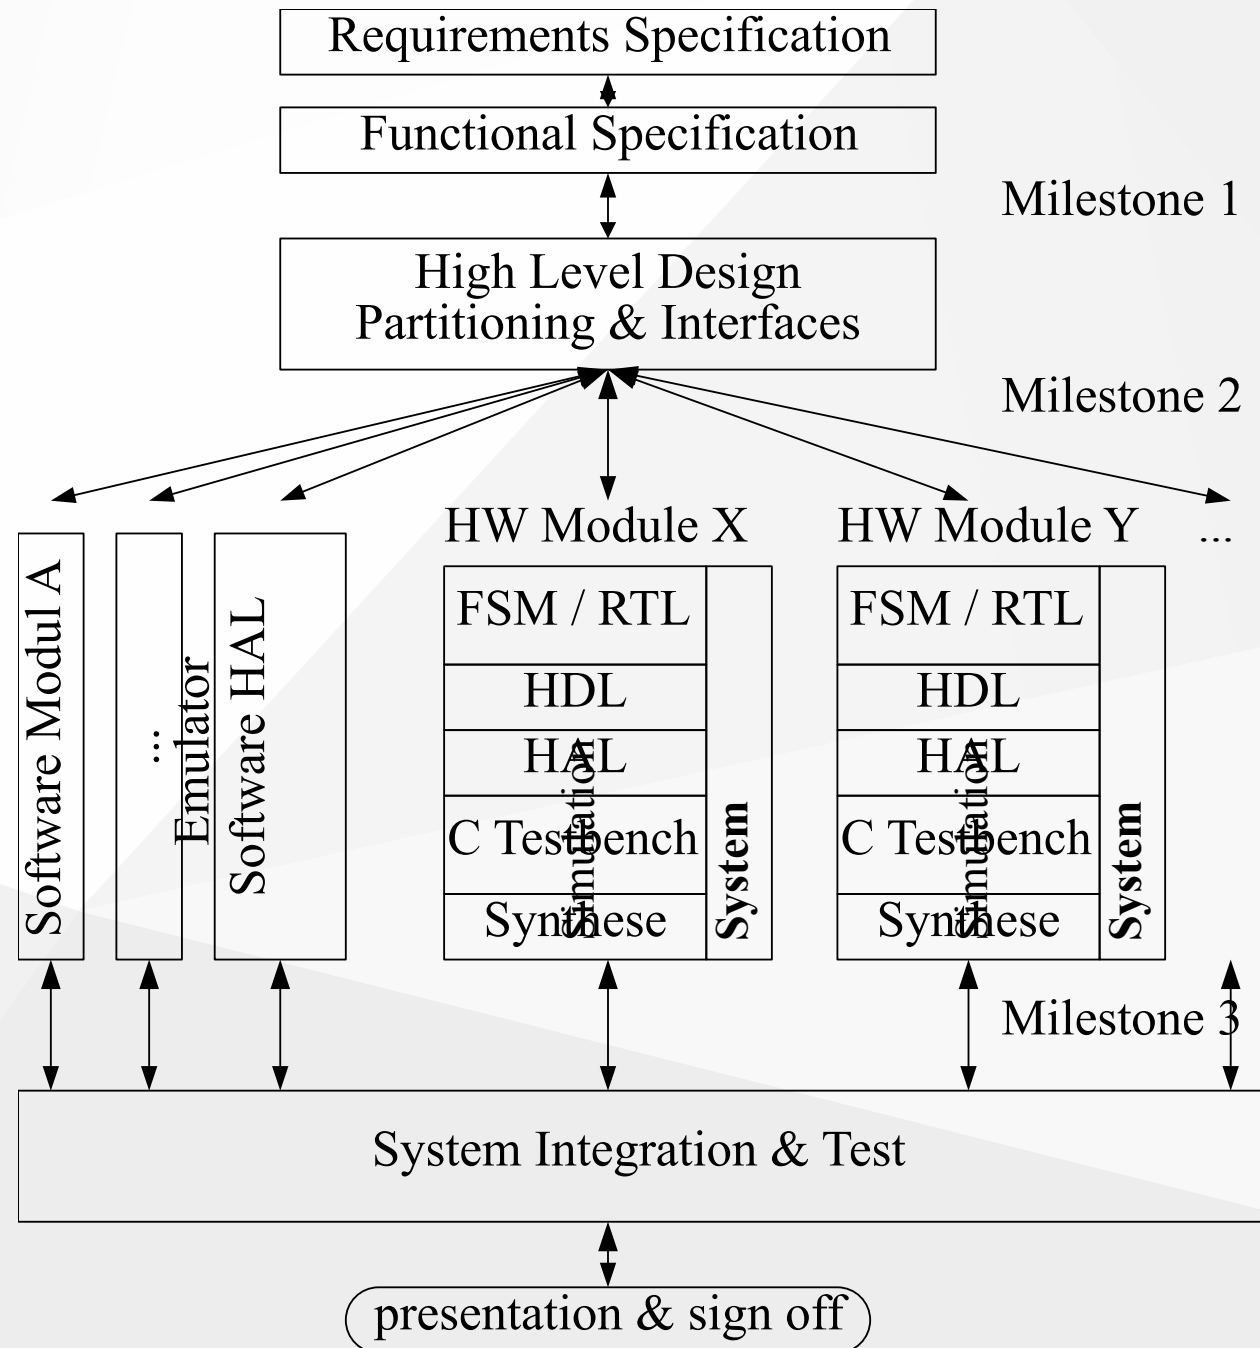 Requirements Specification
Functional Specification
Milestone 1
High Level Design
Partitioning & Interfaces
Milestone 2
Software Modul A
...
Emulator
Software HAL
HW Module X
FSM / RTL
HDL
HAL
C Testbench
Synthese
Simulation
System
HW Module Y
FSM / RTL
HDL
HAL
C Testbench
Synthese
Simulation
System
...
Milestone 3
System Integration & Test
presentation & sign off